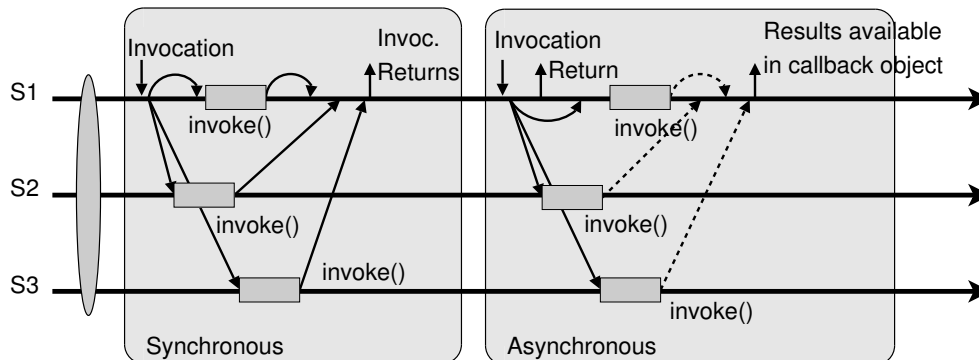 Invocation
Invoc.
Returns
S1
invoke()
S2
invoke()
S3
invoke()
Synchronous
Invocation
Return
Results available
in callback object
invoke()
invoke()
invoke()
Asynchronous